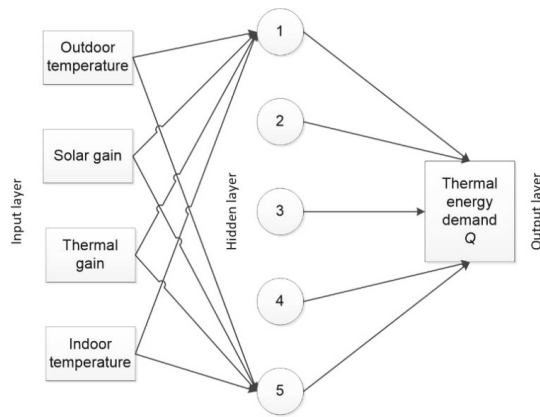 Input layer
Outdoor
temperature
Solar gain
Thermal
gain
Indoor
temperature
Hidden layer
1
2
3
4
5
Thermal
energy
demand
Q
Output layer